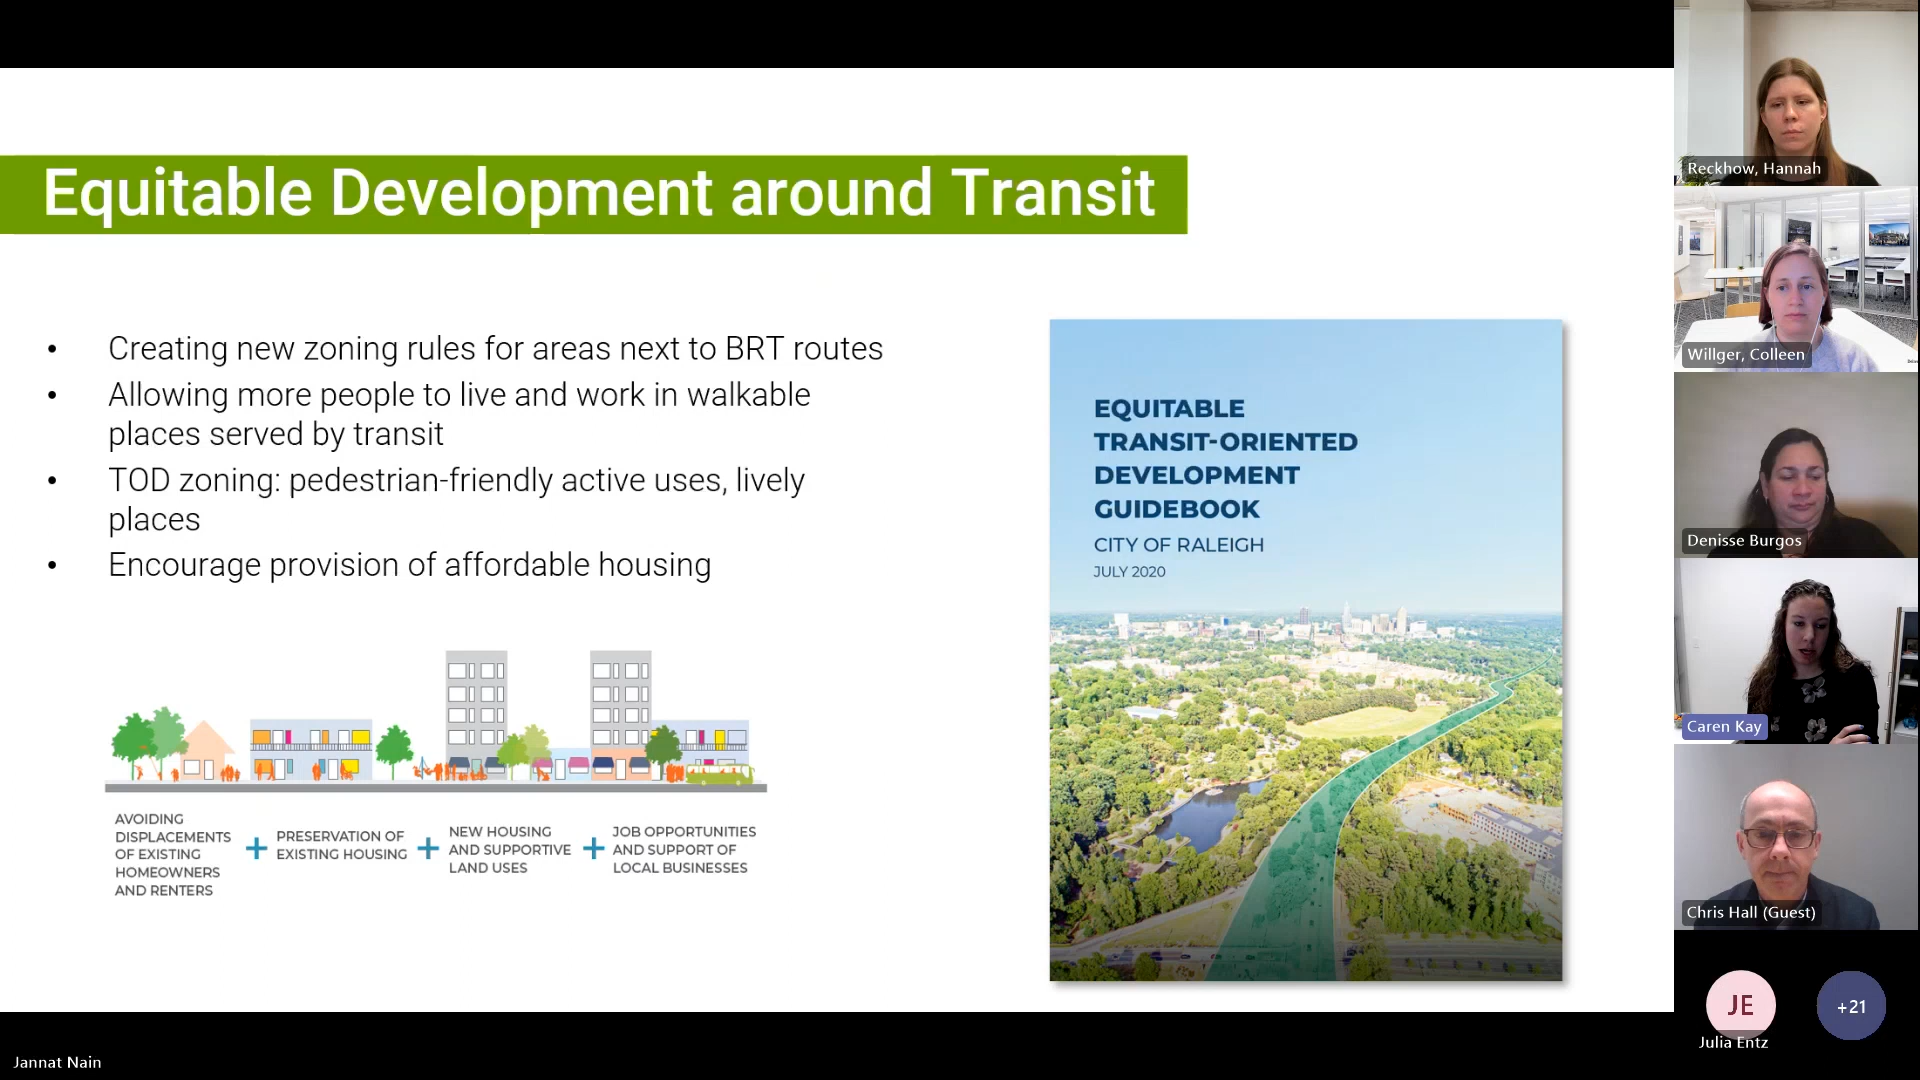 Equitable Development around Transit
• Creating new zoning rules for areas next to BRT routes
• Allowing more people to live and work in walkable
places served by transit
• TOD zoning: pedestrian-friendly active uses, lively
places
• Encourage provision of affordable housing
AVOIDING
DISPLACEMENTS
OF EXISTING
HOMEOWNERS
AND RENTERS
+
PRESERVATION OF
EXISTING HOUSING
+
NEW HOUSING
AND SUPPORTIVE
LAND USES
+
JOB OPPORTUNITIES
AND SUPPORT OF
LOCAL BUSINESSES
EQUITABLE
TRANSIT-ORIENTED
DEVELOPMENT
GUIDEBOOK
CITY OF RALEIGH
JULY 2020
Reckhow, Hannah
Willger, Colleen
Denisse Burgos
Caren Kay
Chris Hall (Guest)
JE
Julia Entz
+21
Jannat Nain